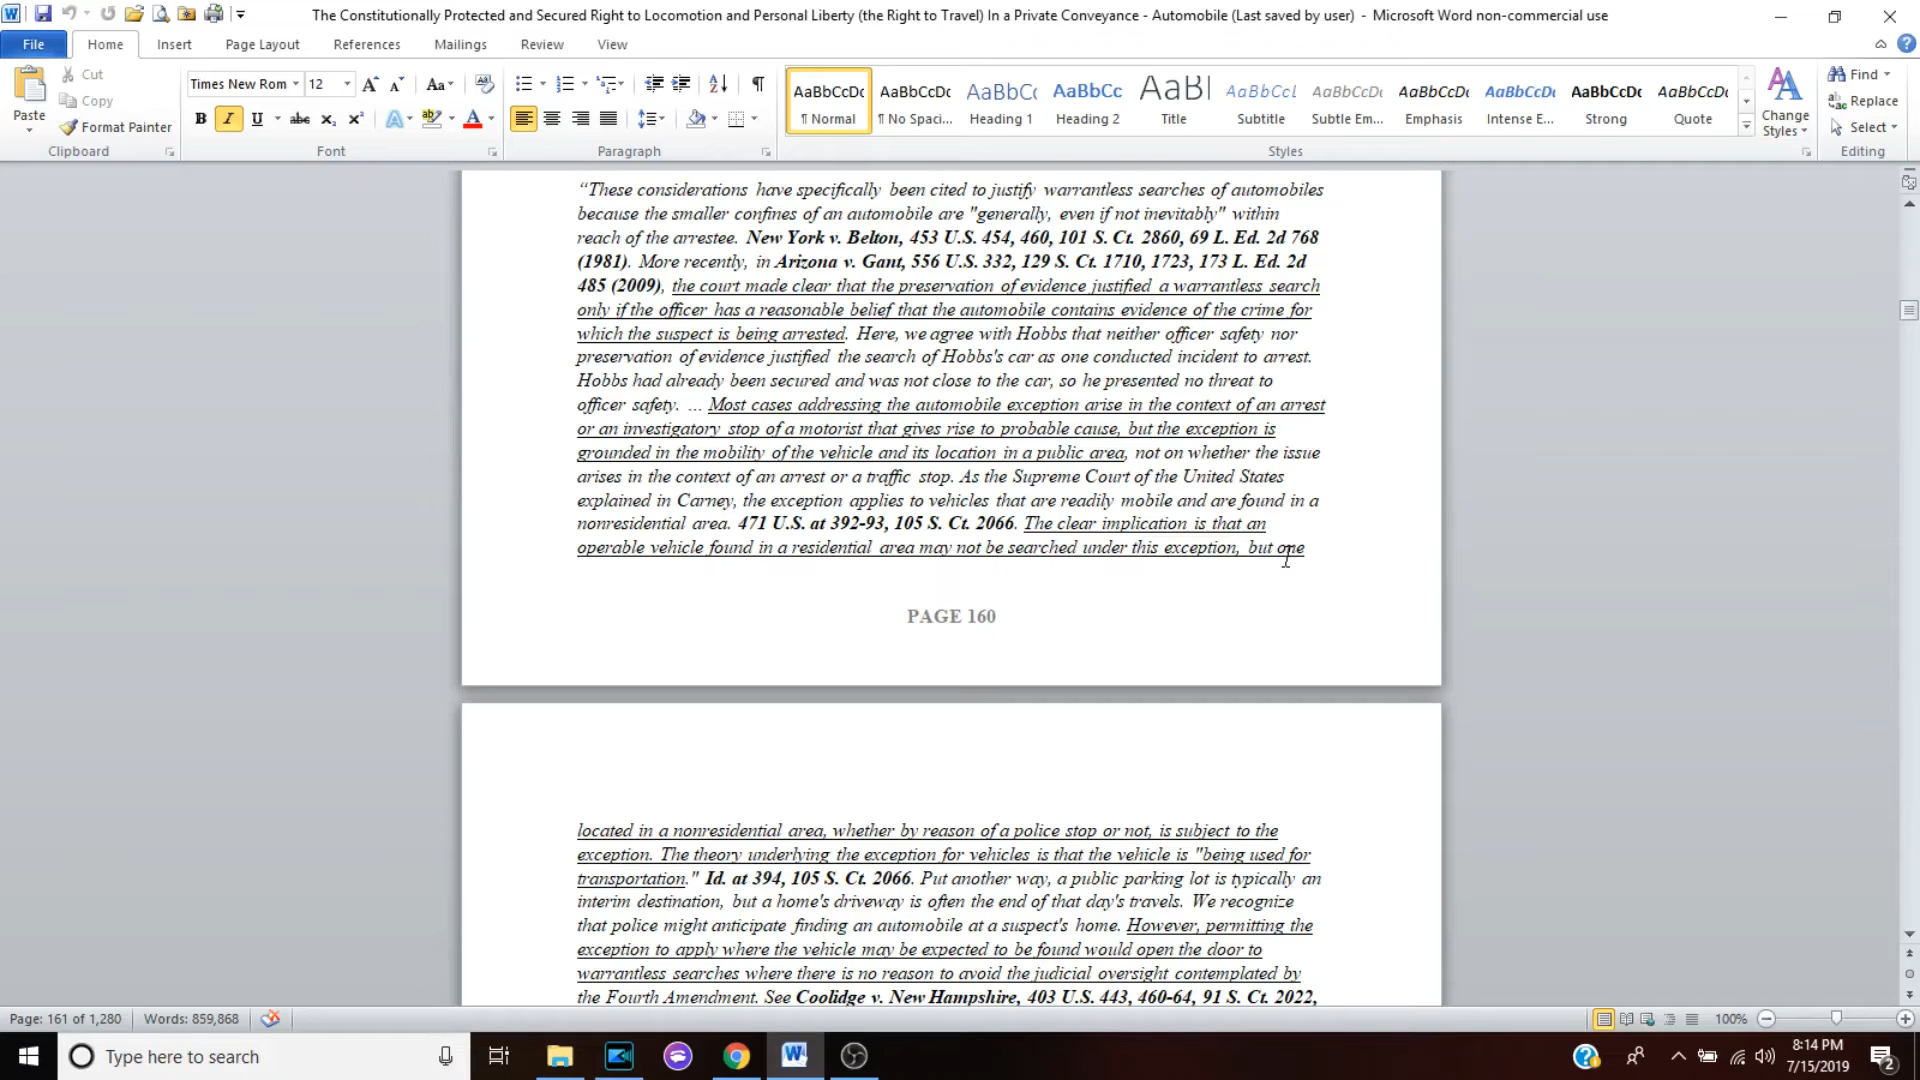 The Constitutionally Protected and Secured Right to Locomotion and Personal Liberty (the Right to Travel) In a Private Conveyance - Automobile (Last saved by user) - Microsoft Word non-commercial use
File Home Insert Page Layout References Mailings Review View
Paste
Cut
Copy
Format Painter
Clipboard
Times New Rom 12
Font
Paragraph
AaBbCcDc ¶ Normal
AaBbCcDc ¶ No Spaci...
AaBbCc Heading 1
AaBbCc Heading 2
AaBl Title
AaBbCcl Subtitle
AaBbCcDc Subtle Em...
AaBbCcDc Emphasis
AaBbCcDc Intense E...
AaBbCcDc Strong
AaBbCcDc Quote
Change Styles
Styles
Find
Replace
Select
Editing
“These considerations have specifically been cited to justify warrantless searches of automobiles
because the smaller confines of an automobile are "generally, even if not inevitably" within
reach of the arrestee. New York v. Belton, 453 U.S. 454, 460, 101 S. Ct. 2860, 69 L. Ed. 2d 768
(1981). More recently, in Arizona v. Gant, 556 U.S. 332, 129 S. Ct. 1710, 1723, 173 L. Ed. 2d
485 (2009), the court made clear that the preservation of evidence justified a warrantless search
only if the officer has a reasonable belief that the automobile contains evidence of the crime for
which the suspect is being arrested. Here, we agree with Hobbs that neither officer safety nor
preservation of evidence justified the search of Hobbs's car as one conducted incident to arrest.
Hobbs had already been secured and was not close to the car, so he presented no threat to
officer safety. ... Most cases addressing the automobile exception arise in the context of an arrest
or an investigatory stop of a motorist that gives rise to probable cause, but the exception is
grounded in the mobility of the vehicle and its location in a public area, not on whether the issue
arises in the context of an arrest or a traffic stop. As the Supreme Court of the United States
explained in Carney, the exception applies to vehicles that are readily mobile and are found in a
nonresidential area. 471 U.S. at 392-93, 105 S. Ct. 2066. The clear implication is that an
operable vehicle found in a residential area may not be searched under this exception, but one
PAGE 160
located in a nonresidential area, whether by reason of a police stop or not, is subject to the
exception. The theory underlying the exception for vehicles is that the vehicle is "being used for
transportation." Id. at 394, 105 S. Ct. 2066. Put another way, a public parking lot is typically an
interim destination, but a home's driveway is often the end of that day's travels. We recognize
that police might anticipate finding an automobile at a suspect's home. However, permitting the
exception to apply where the vehicle may be expected to be found would open the door to
warrantless searches where there is no reason to avoid the judicial oversight contemplated by
the Fourth Amendment. See Coolidge v. New Hampshire, 403 U.S. 443, 460-64, 91 S. Ct. 2022,
Page: 161 of 1,280 Words: 859,868 100%
Type here to search
8:14 PM
7/15/2019
2